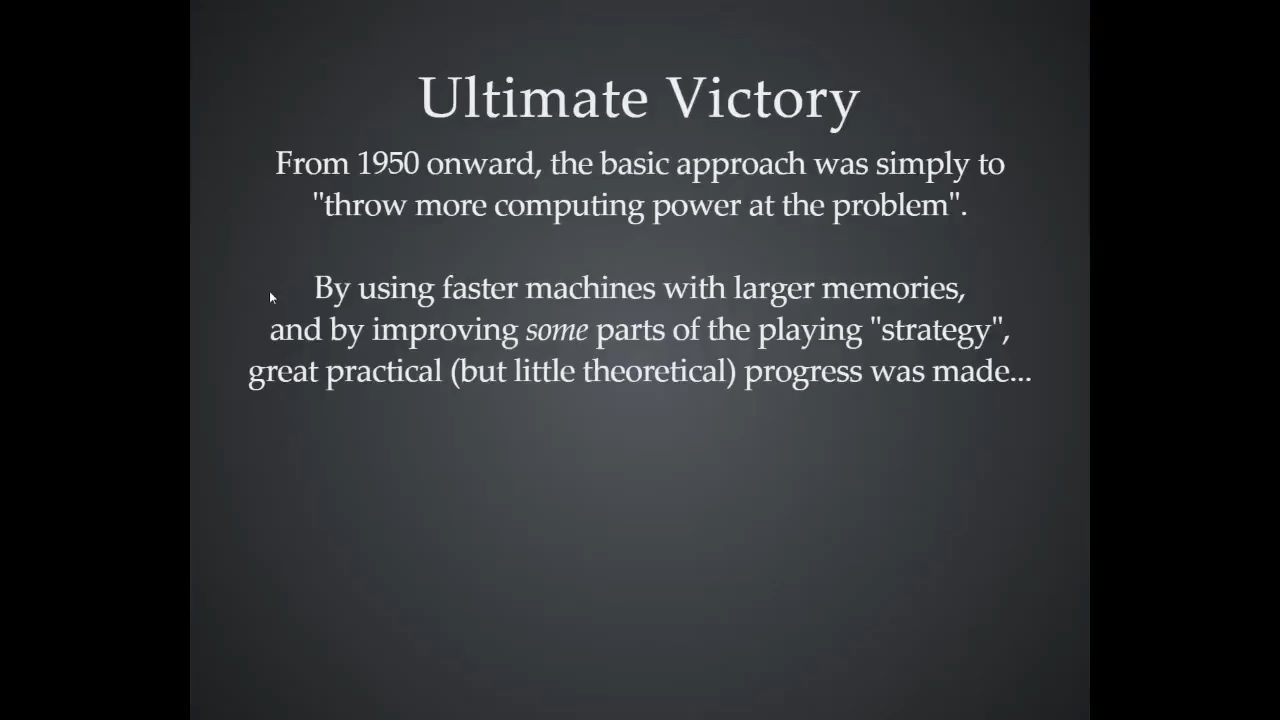 Ultimate Victory
From 1950 onward, the basic approach was simply to
"throw more computing power at the problem".
By using faster machines with larger memories,
and by improving some parts of the playing "strategy",
great practical (but little theoretical) progress was made...